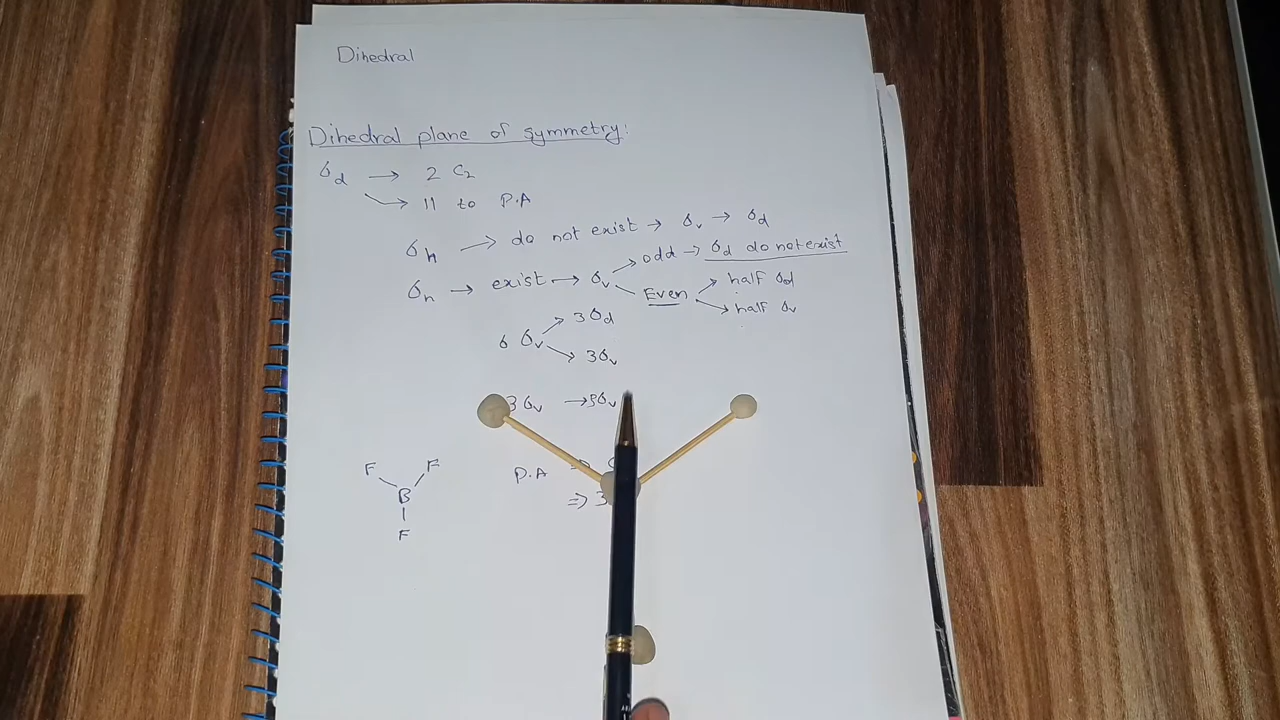 Dihedral
Dihedral plane of symmetry:
σd → 2 C2
→ 11 to P.A
σh → do not exist → σv → σd
σh → exist → σv → odd → σd do not exist
Even → half σd
→ half σv
6 σv → 3σd
→ 3σv
3σv → 3σv
P.A
⇒ 3
F F
B
F